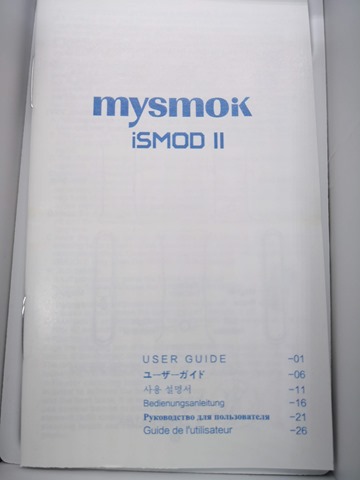 mysmok
iSMOD II
USER GUIDE -01
ユーザーガイド -06
사용 설명서 -11
Bedienungsanleitung -16
Руководство для пользователя -21
Guide de l'utilisateur -26